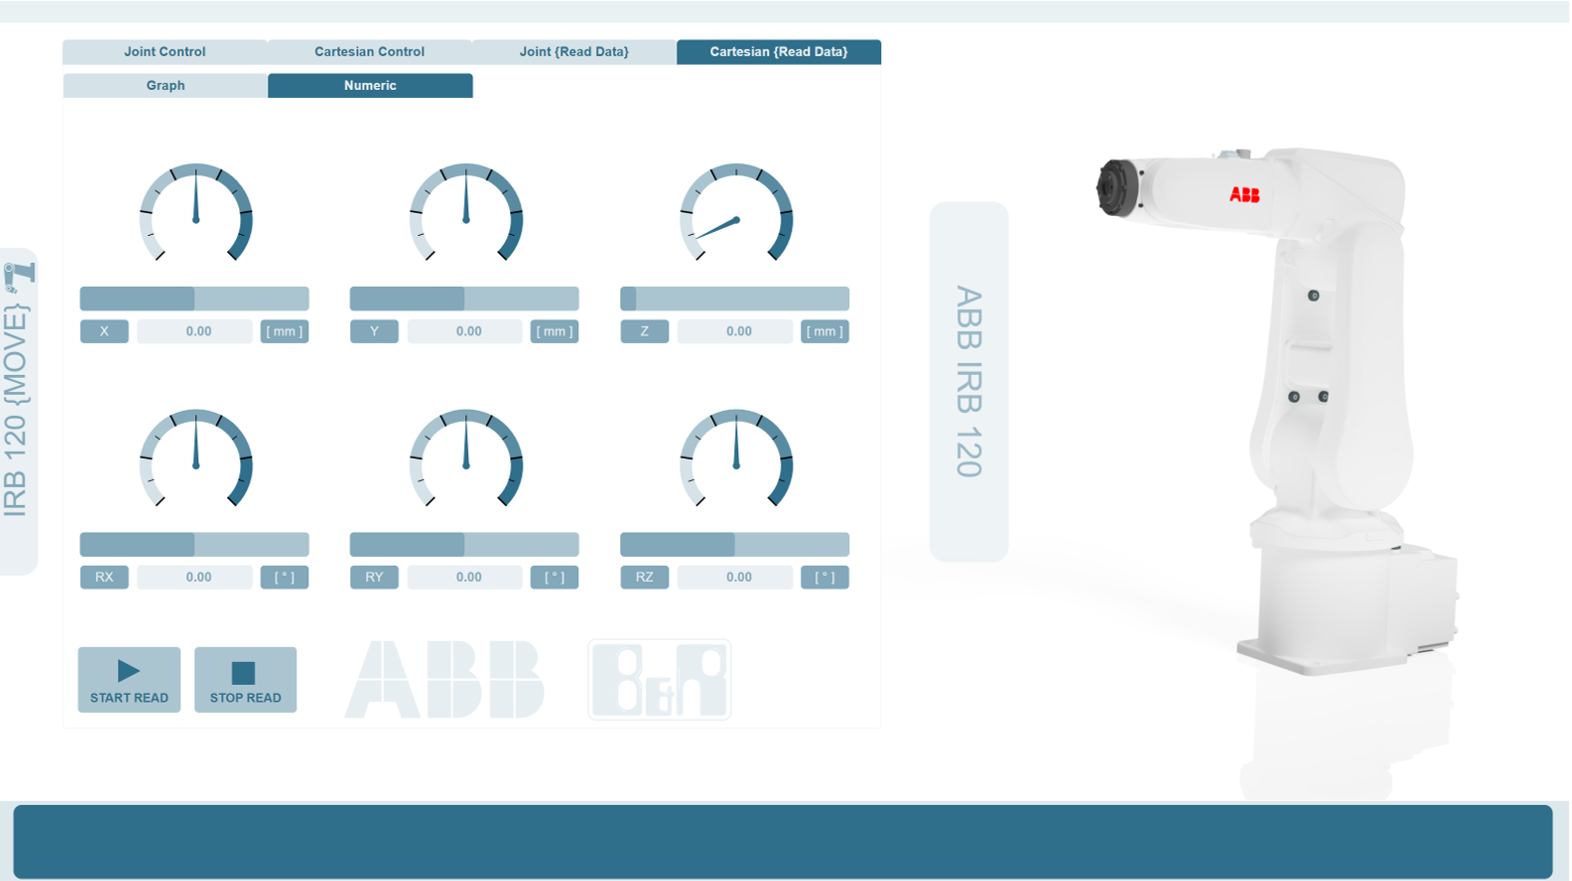 Joint Control
Cartesian Control
Joint {Read Data}
Cartesian {Read Data}
Graph
Numeric
X
0.00
[ mm ]
Y
0.00
[ mm ]
Z
0.00
[ mm ]
RX
0.00
[ ° ]
RY
0.00
[ ° ]
RZ
0.00
[ ° ]
START READ
STOP READ
ABB
B&R
IRB 120 {MOVE}
ABB IRB 120
ABB